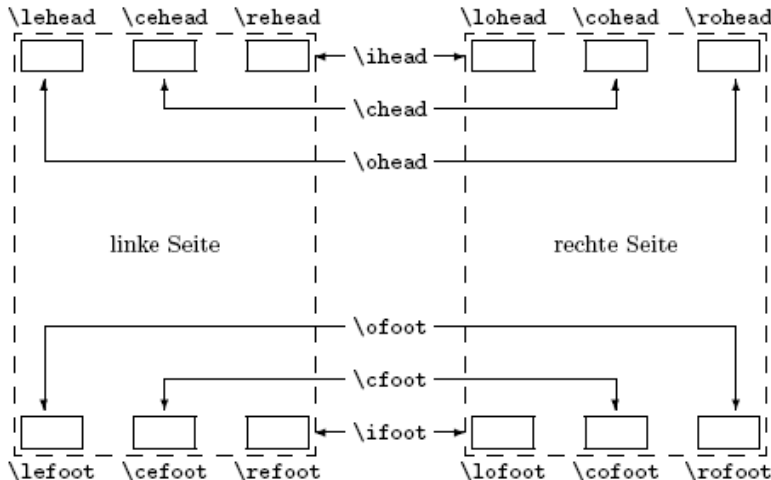 \lehead \cehead \rehead \lohead \cohead \rohead
\ihead
\chead
\ohead
linke Seite rechte Seite
\ofoot
\cfoot
\ifoot
\lefoot \cefoot \refoot \lofoot \cofoot \rofoot